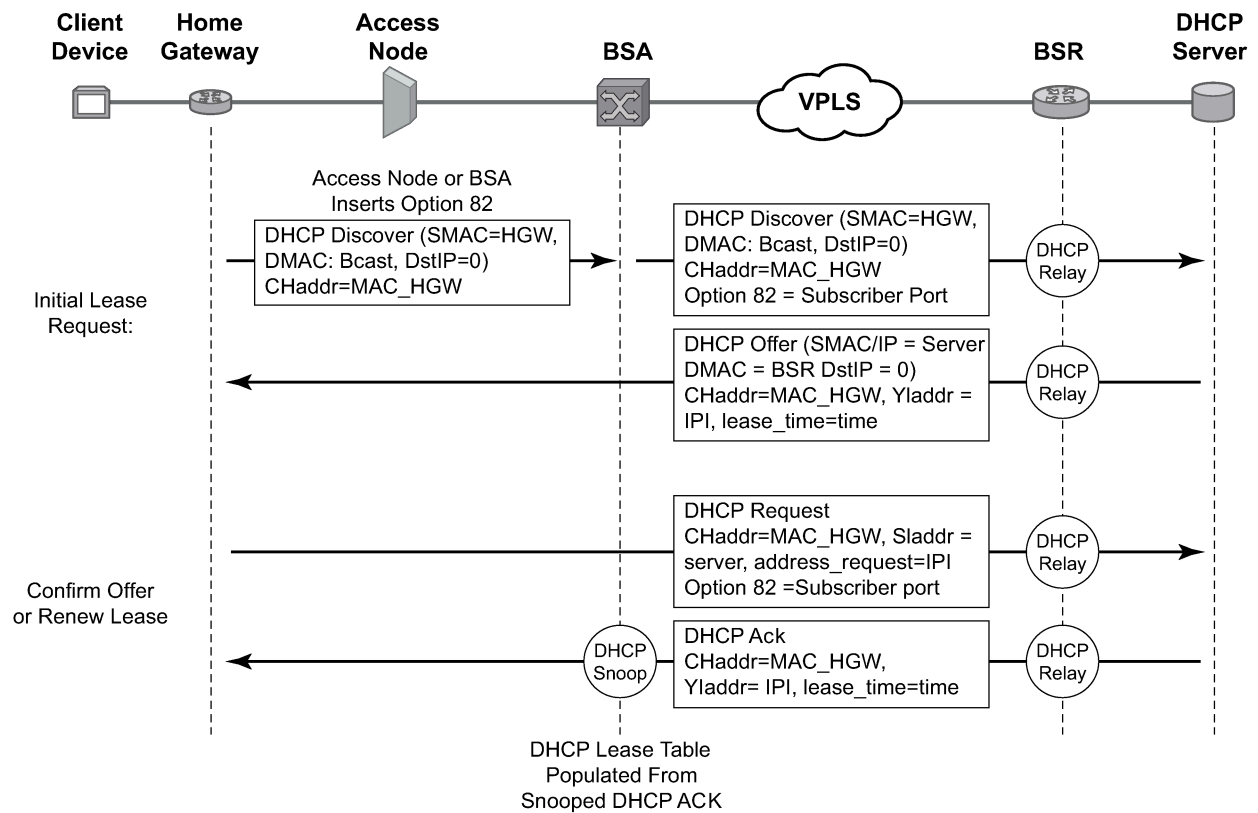 Client
Device
Home
Gateway
Access
Node
BSA
VPLS
BSR
DHCP
Server
Access Node or BSA
Inserts Option 82
DHCP Discover (SMAC=HGW,
DMAC: Bcast, DstIP=0)
CHaddr=MAC_HGW
DHCP Discover (SMAC=HGW,
DMAC: Bcast, DstIP=0)
CHaddr=MAC_HGW
Option 82 = Subscriber Port
DHCP
Relay
Initial Lease
Request:
DHCP Offer (SMAC/IP = Server
DMAC = BSR DstIP = 0)
CHaddr=MAC_HGW, YIaddr =
IPI, lease_time=time
DHCP
Relay
DHCP Request
CHaddr=MAC_HGW, SIaddr =
server, address_request=IPI
Option 82 =Subscriber port
DHCP
Relay
Confirm Offer
or Renew Lease
DHCP
Snoop
DHCP Ack
CHaddr=MAC_HGW,
YIaddr= IPI, lease_time=time
DHCP
Relay
DHCP Lease Table
Populated From
Snooped DHCP ACK